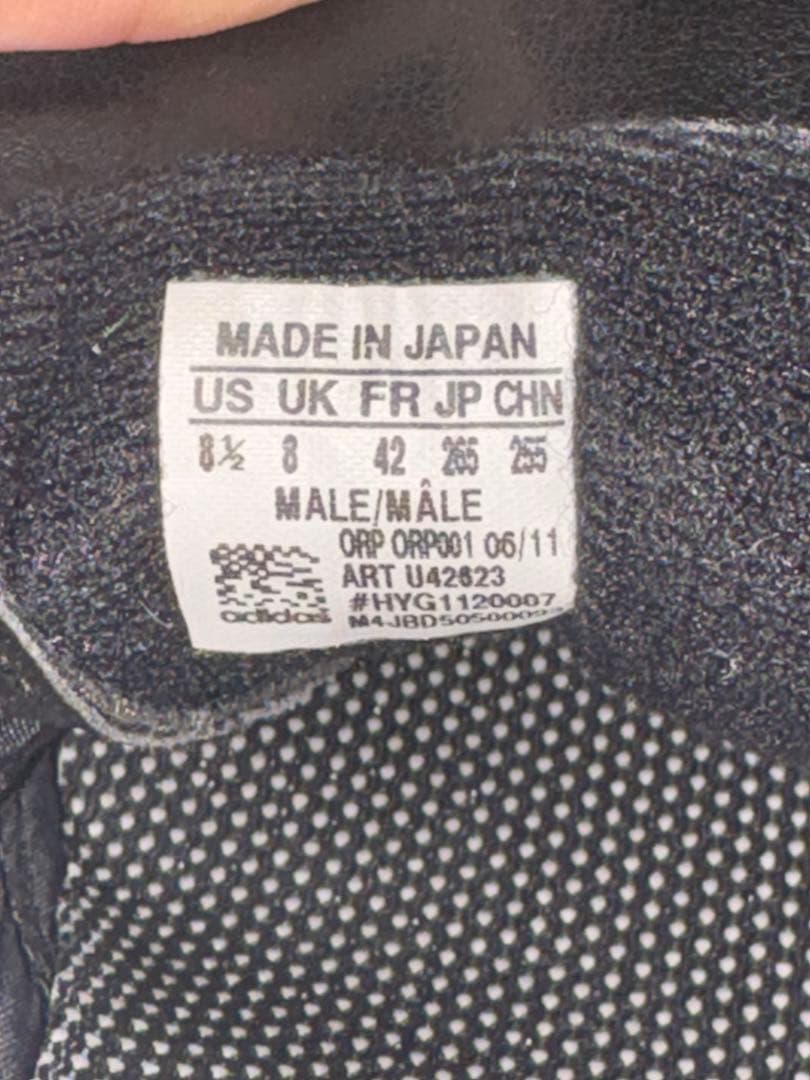 MADE IN JAPAN
US UK FR JP CHN
8½ 8 42 265 255
MALE/MÂLE
ORP ORP001 06/11
ART U42623
#HYG1120007
adidas